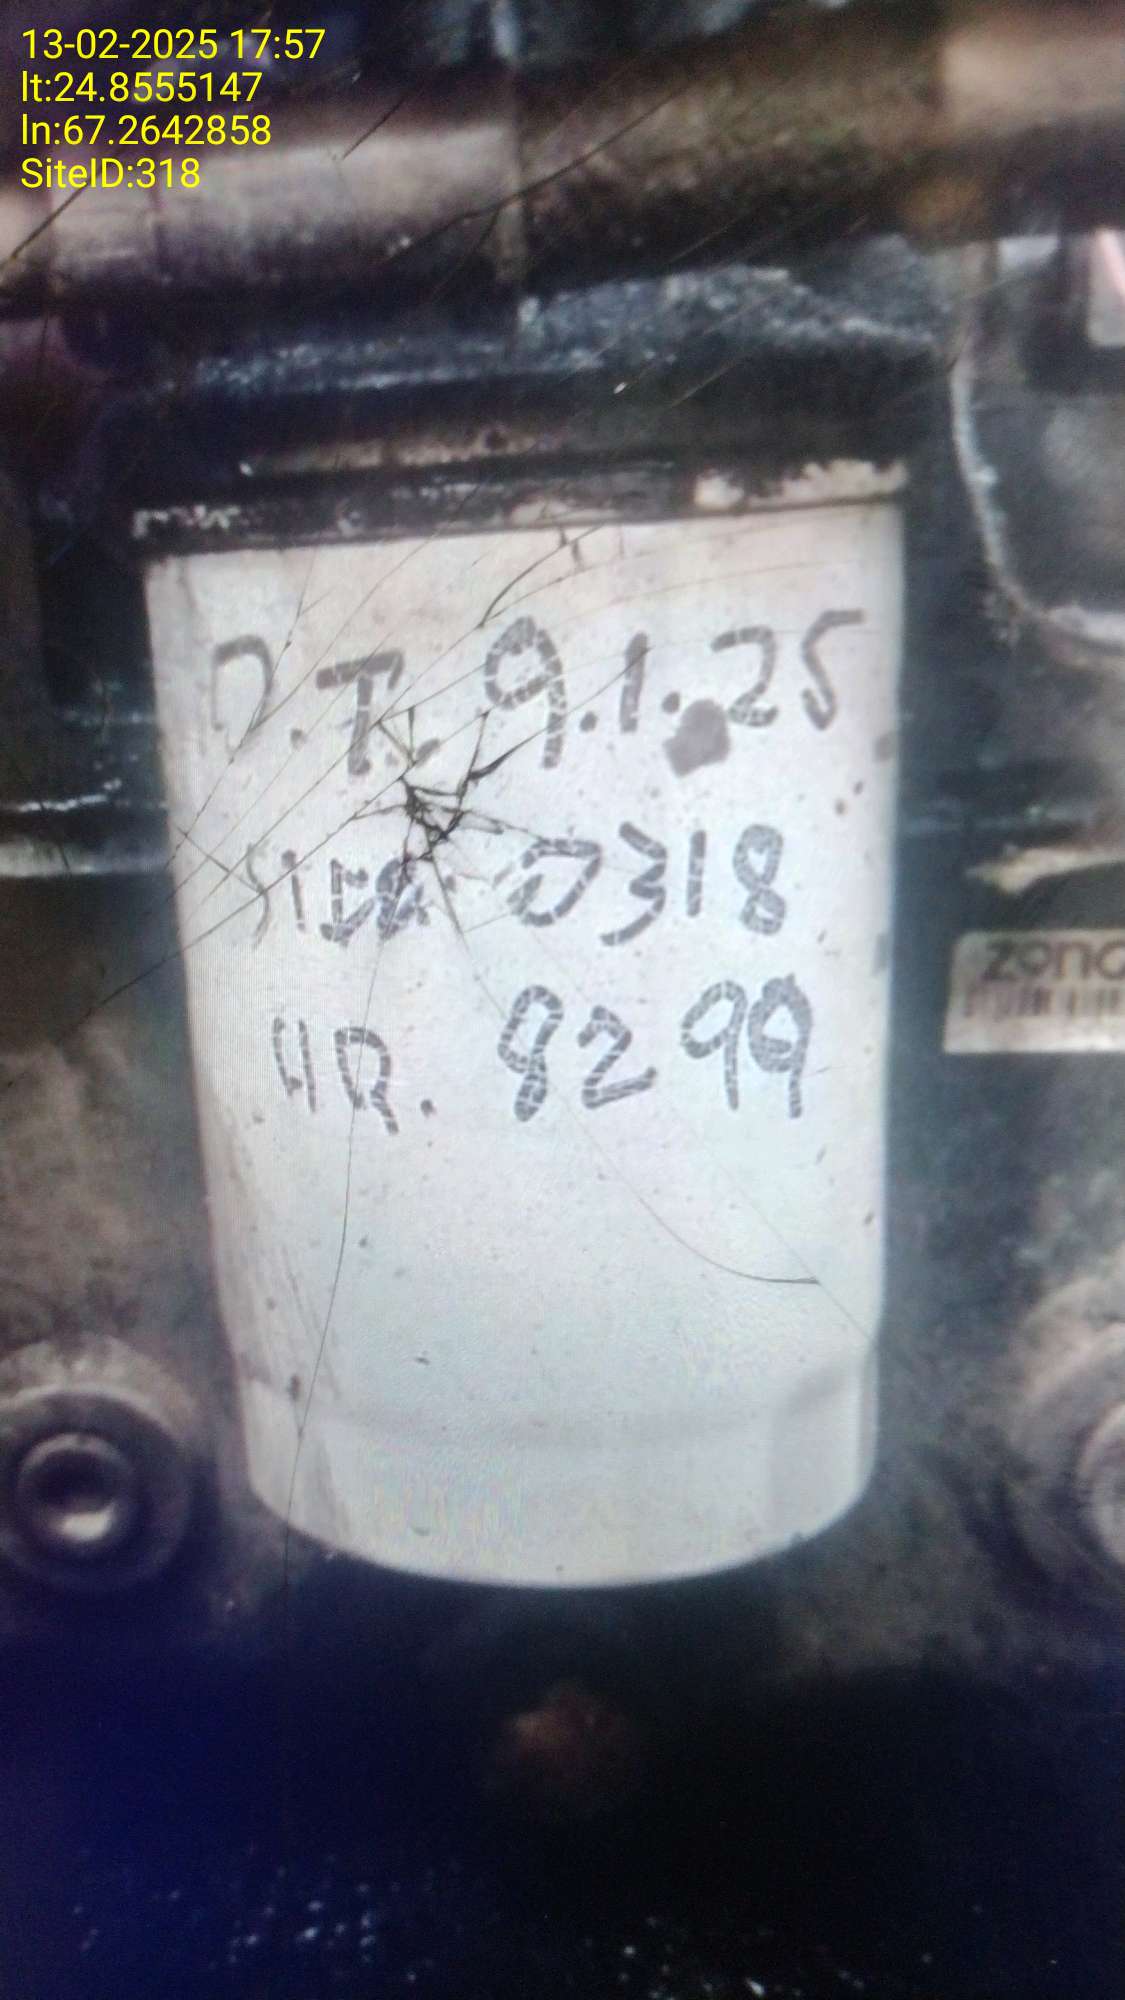 13-02-2025 17:57
lt:24.8555147
ln:67.2642858
SiteID:318
D.T. 9.1.25
0318
HR. 8299
zong